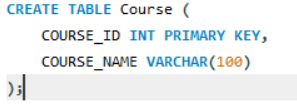 CREATE TABLE Course (
    COURSE_ID INT PRIMARY KEY,
    COURSE_NAME VARCHAR(100)
);